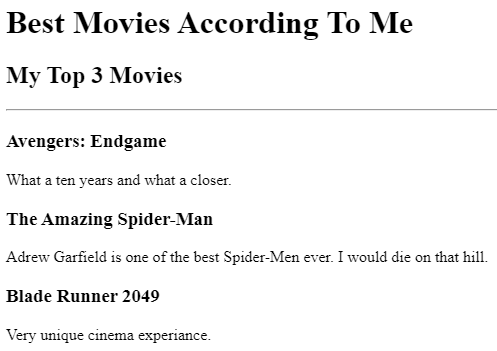 Best Movies According To Me
My Top 3 Movies
Avengers: Endgame
What a ten years and what a closer.
The Amazing Spider-Man
Adrew Garfield is one of the best Spider-Men ever. I would die on that hill.
Blade Runner 2049
Very unique cinema experiance.